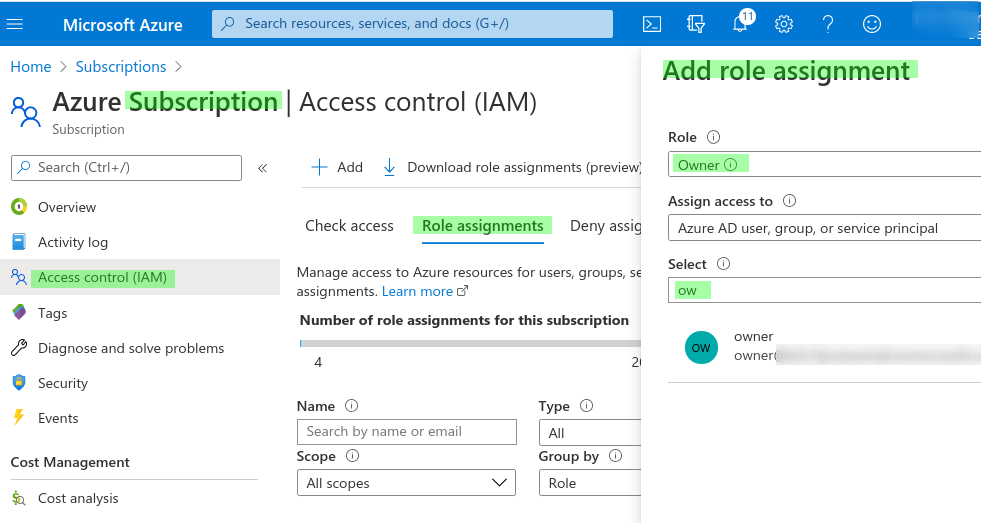 Microsoft Azure
Search resources, services, and docs (G+/)
11
Home > Subscriptions >
Azure Subscription | Access control (IAM)
Subscription
Search (Ctrl+/)
«
Overview
Activity log
Access control (IAM)
Tags
Diagnose and solve problems
Security
Events
Cost Management
Cost analysis
Add
Download role assignments (preview)
Check access
Role assignments
Deny assig
Manage access to Azure resources for users, groups, se
assignments. Learn more
Number of role assignments for this subscription
4
Name
Type
Search by name or email
All
Scope
Group by
All scopes
Role
Add role assignment
Role
Owner
Assign access to
Azure AD user, group, or service principal
Select
ow
OW
owner
owner@